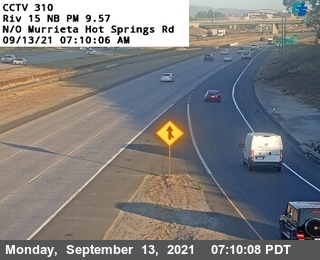 CCTV 310
Riv 15 NB PM 9.57
N/O Murrieta Hot Springs Rd
09/13/21 07:10:06 AM
Monday, September 13, 2021 07:10:08 PDT